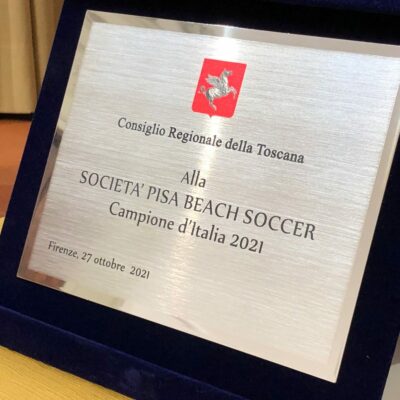 Consiglio Regionale della Toscana
Alla
SOCIETA' PISA BEACH SOCCER
Campione d'Italia 2021
Firenze, 27 ottobre 2021